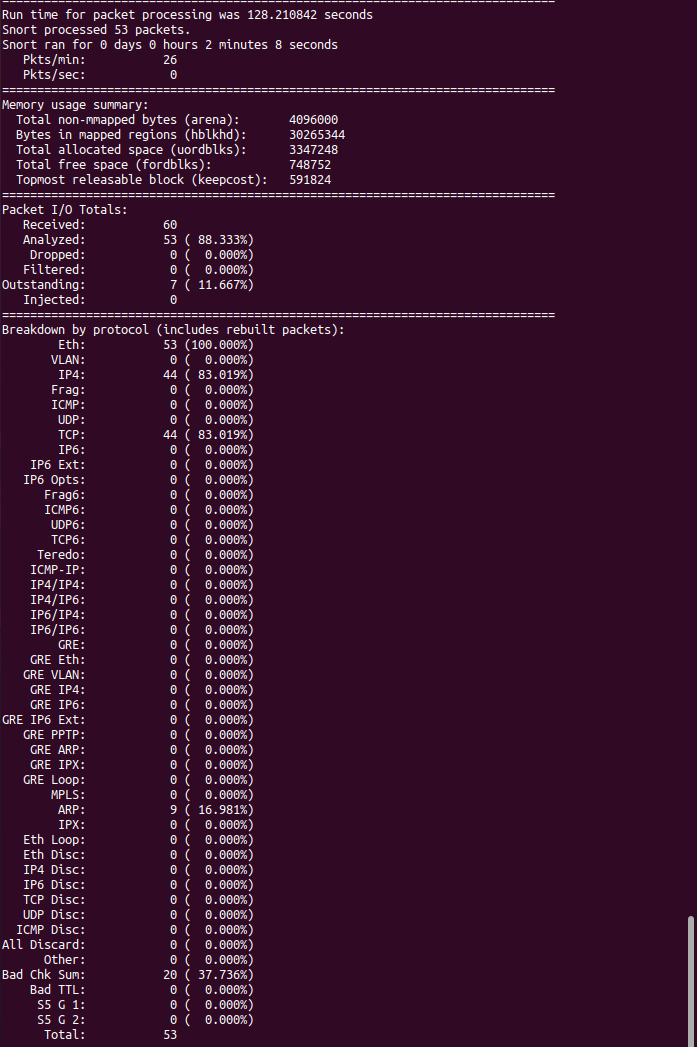 ===============================================================================
Run time for packet processing was 128.210842 seconds
Snort processed 53 packets.
Snort ran for 0 days 0 hours 2 minutes 8 seconds
   Pkts/min:           26
   Pkts/sec:            0
===============================================================================
Memory usage summary:
  Total non-mmapped bytes (arena):       4096000
  Bytes in mapped regions (hblkhd):      30265344
  Total allocated space (uordblks):      3347248
  Total free space (fordblks):           748752
  Topmost releasable block (keepcost):   591824
===============================================================================
Packet I/O Totals:
   Received:           60
   Analyzed:           53 ( 88.333%)
    Dropped:            0 (  0.000%)
   Filtered:            0 (  0.000%)
Outstanding:            7 ( 11.667%)
   Injected:            0
===============================================================================
Breakdown by protocol (includes rebuilt packets):
        Eth:           53 (100.000%)
       VLAN:            0 (  0.000%)
        IP4:           44 ( 83.019%)
       Frag:            0 (  0.000%)
       ICMP:            0 (  0.000%)
        UDP:            0 (  0.000%)
        TCP:           44 ( 83.019%)
        IP6:            0 (  0.000%)
    IP6 Ext:            0 (  0.000%)
   IP6 Opts:            0 (  0.000%)
      Frag6:            0 (  0.000%)
      ICMP6:            0 (  0.000%)
       UDP6:            0 (  0.000%)
       TCP6:            0 (  0.000%)
     Teredo:            0 (  0.000%)
    ICMP-IP:            0 (  0.000%)
    IP4/IP4:            0 (  0.000%)
    IP4/IP6:            0 (  0.000%)
    IP6/IP4:            0 (  0.000%)
    IP6/IP6:            0 (  0.000%)
        GRE:            0 (  0.000%)
    GRE Eth:            0 (  0.000%)
   GRE VLAN:            0 (  0.000%)
    GRE IP4:            0 (  0.000%)
    GRE IP6:            0 (  0.000%)
GRE IP6 Ext:            0 (  0.000%)
   GRE PPTP:            0 (  0.000%)
    GRE ARP:            0 (  0.000%)
    GRE IPX:            0 (  0.000%)
   GRE Loop:            0 (  0.000%)
       MPLS:            0 (  0.000%)
        ARP:            9 ( 16.981%)
        IPX:            0 (  0.000%)
   Eth Loop:            0 (  0.000%)
   Eth Disc:            0 (  0.000%)
   IP4 Disc:            0 (  0.000%)
   IP6 Disc:            0 (  0.000%)
   TCP Disc:            0 (  0.000%)
   UDP Disc:            0 (  0.000%)
  ICMP Disc:            0 (  0.000%)
All Discard:            0 (  0.000%)
      Other:            0 (  0.000%)
Bad Chk Sum:           20 ( 37.736%)
    Bad TTL:            0 (  0.000%)
     S5 G 1:            0 (  0.000%)
     S5 G 2:            0 (  0.000%)
      Total:           53